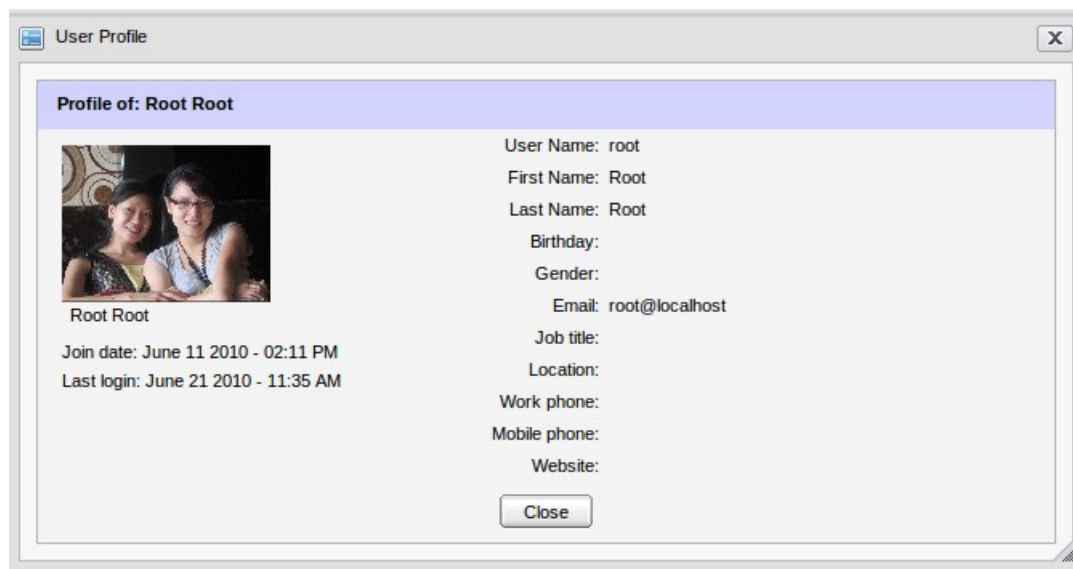 User Profile
X
Profile of: Root Root
Root Root
Join date: June 11 2010 - 02:11 PM
Last login: June 21 2010 - 11:35 AM
User Name: root
First Name: Root
Last Name: Root
Birthday:
Gender:
Email: root@localhost
Job title:
Location:
Work phone:
Mobile phone:
Website:
Close